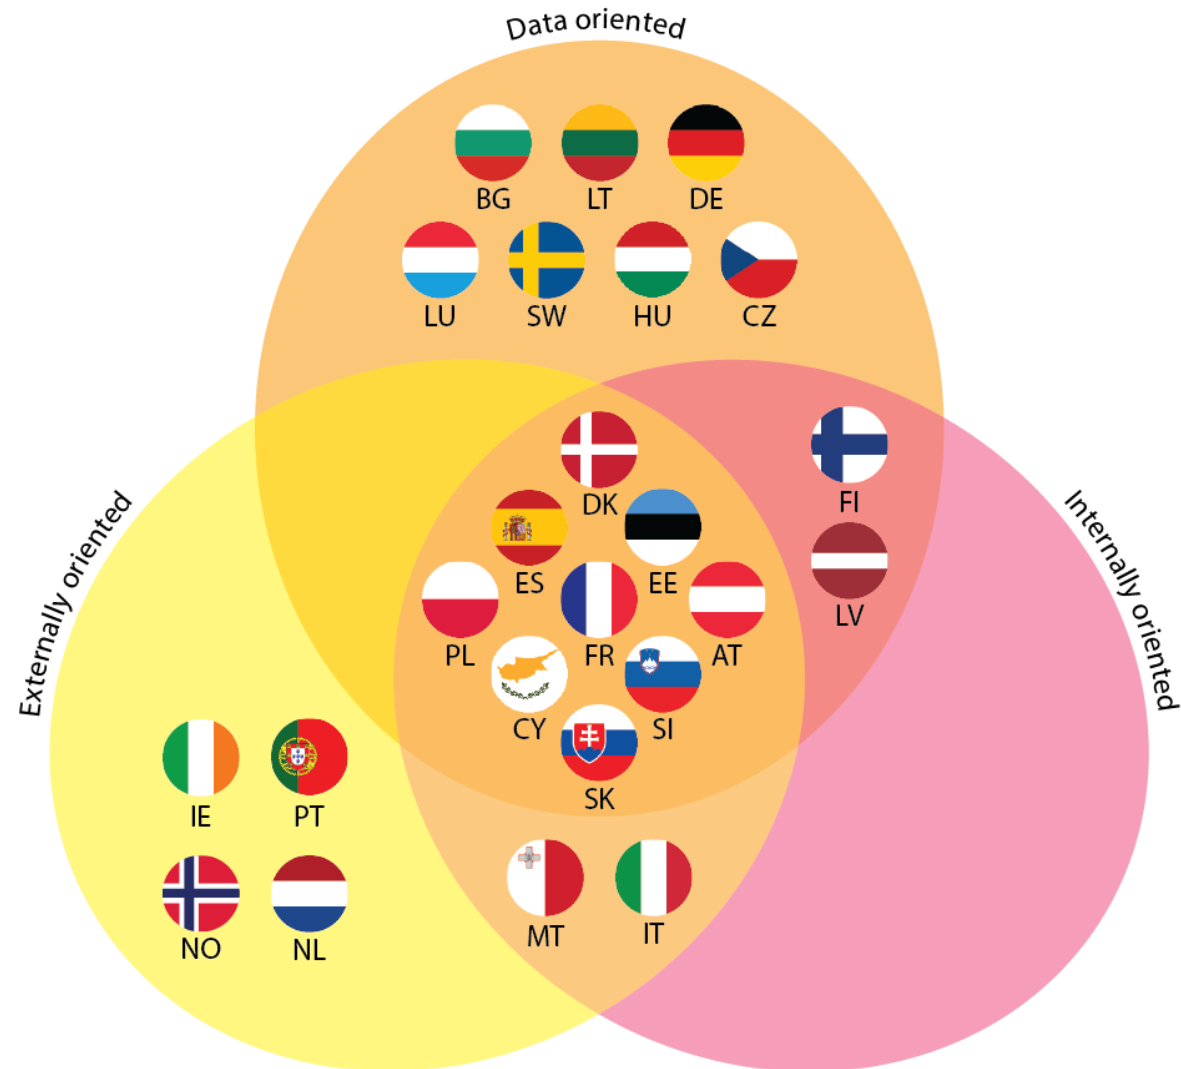 Data oriented
BG LT DE
LU SW HU CZ
DK
FI
ES EE
LV
PL FR AT
CY SI
SK
Externally oriented
Internally oriented
IE PT
MT IT
NO NL